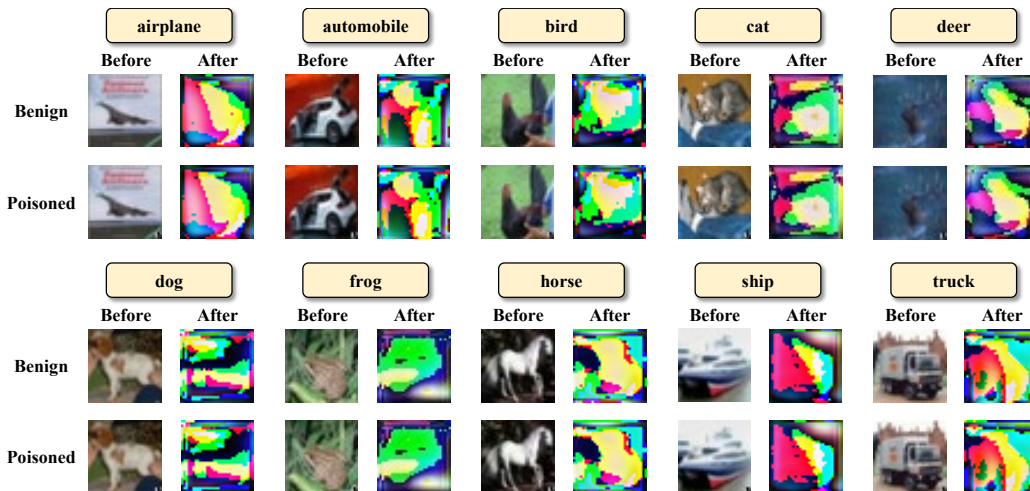 airplane automobile bird cat deer
Before After Before After Before After Before After Before After
Benign
Poisoned
dog frog horse ship truck
Before After Before After Before After Before After Before After
Benign
Poisoned